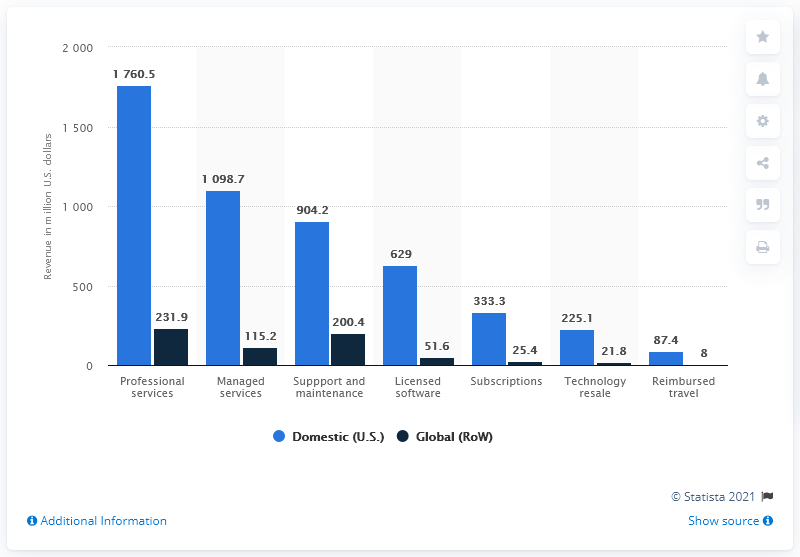 2 000
1 500
1 000
500
0
Revenue in million U.S. dollars
1 760.5
231.9
1 098.7
115.2
904.2
200.4
629
51.6
333.3
25.4
225.1
21.8
87.4
8
Professional
services
Managed
services
Suppport and
maintenance
Licensed
software
Subscriptions
Technology
resale
Reimbursed
travel
Domestic (U.S.) Global (RoW)
© Statista 2021
Additional Information Show source